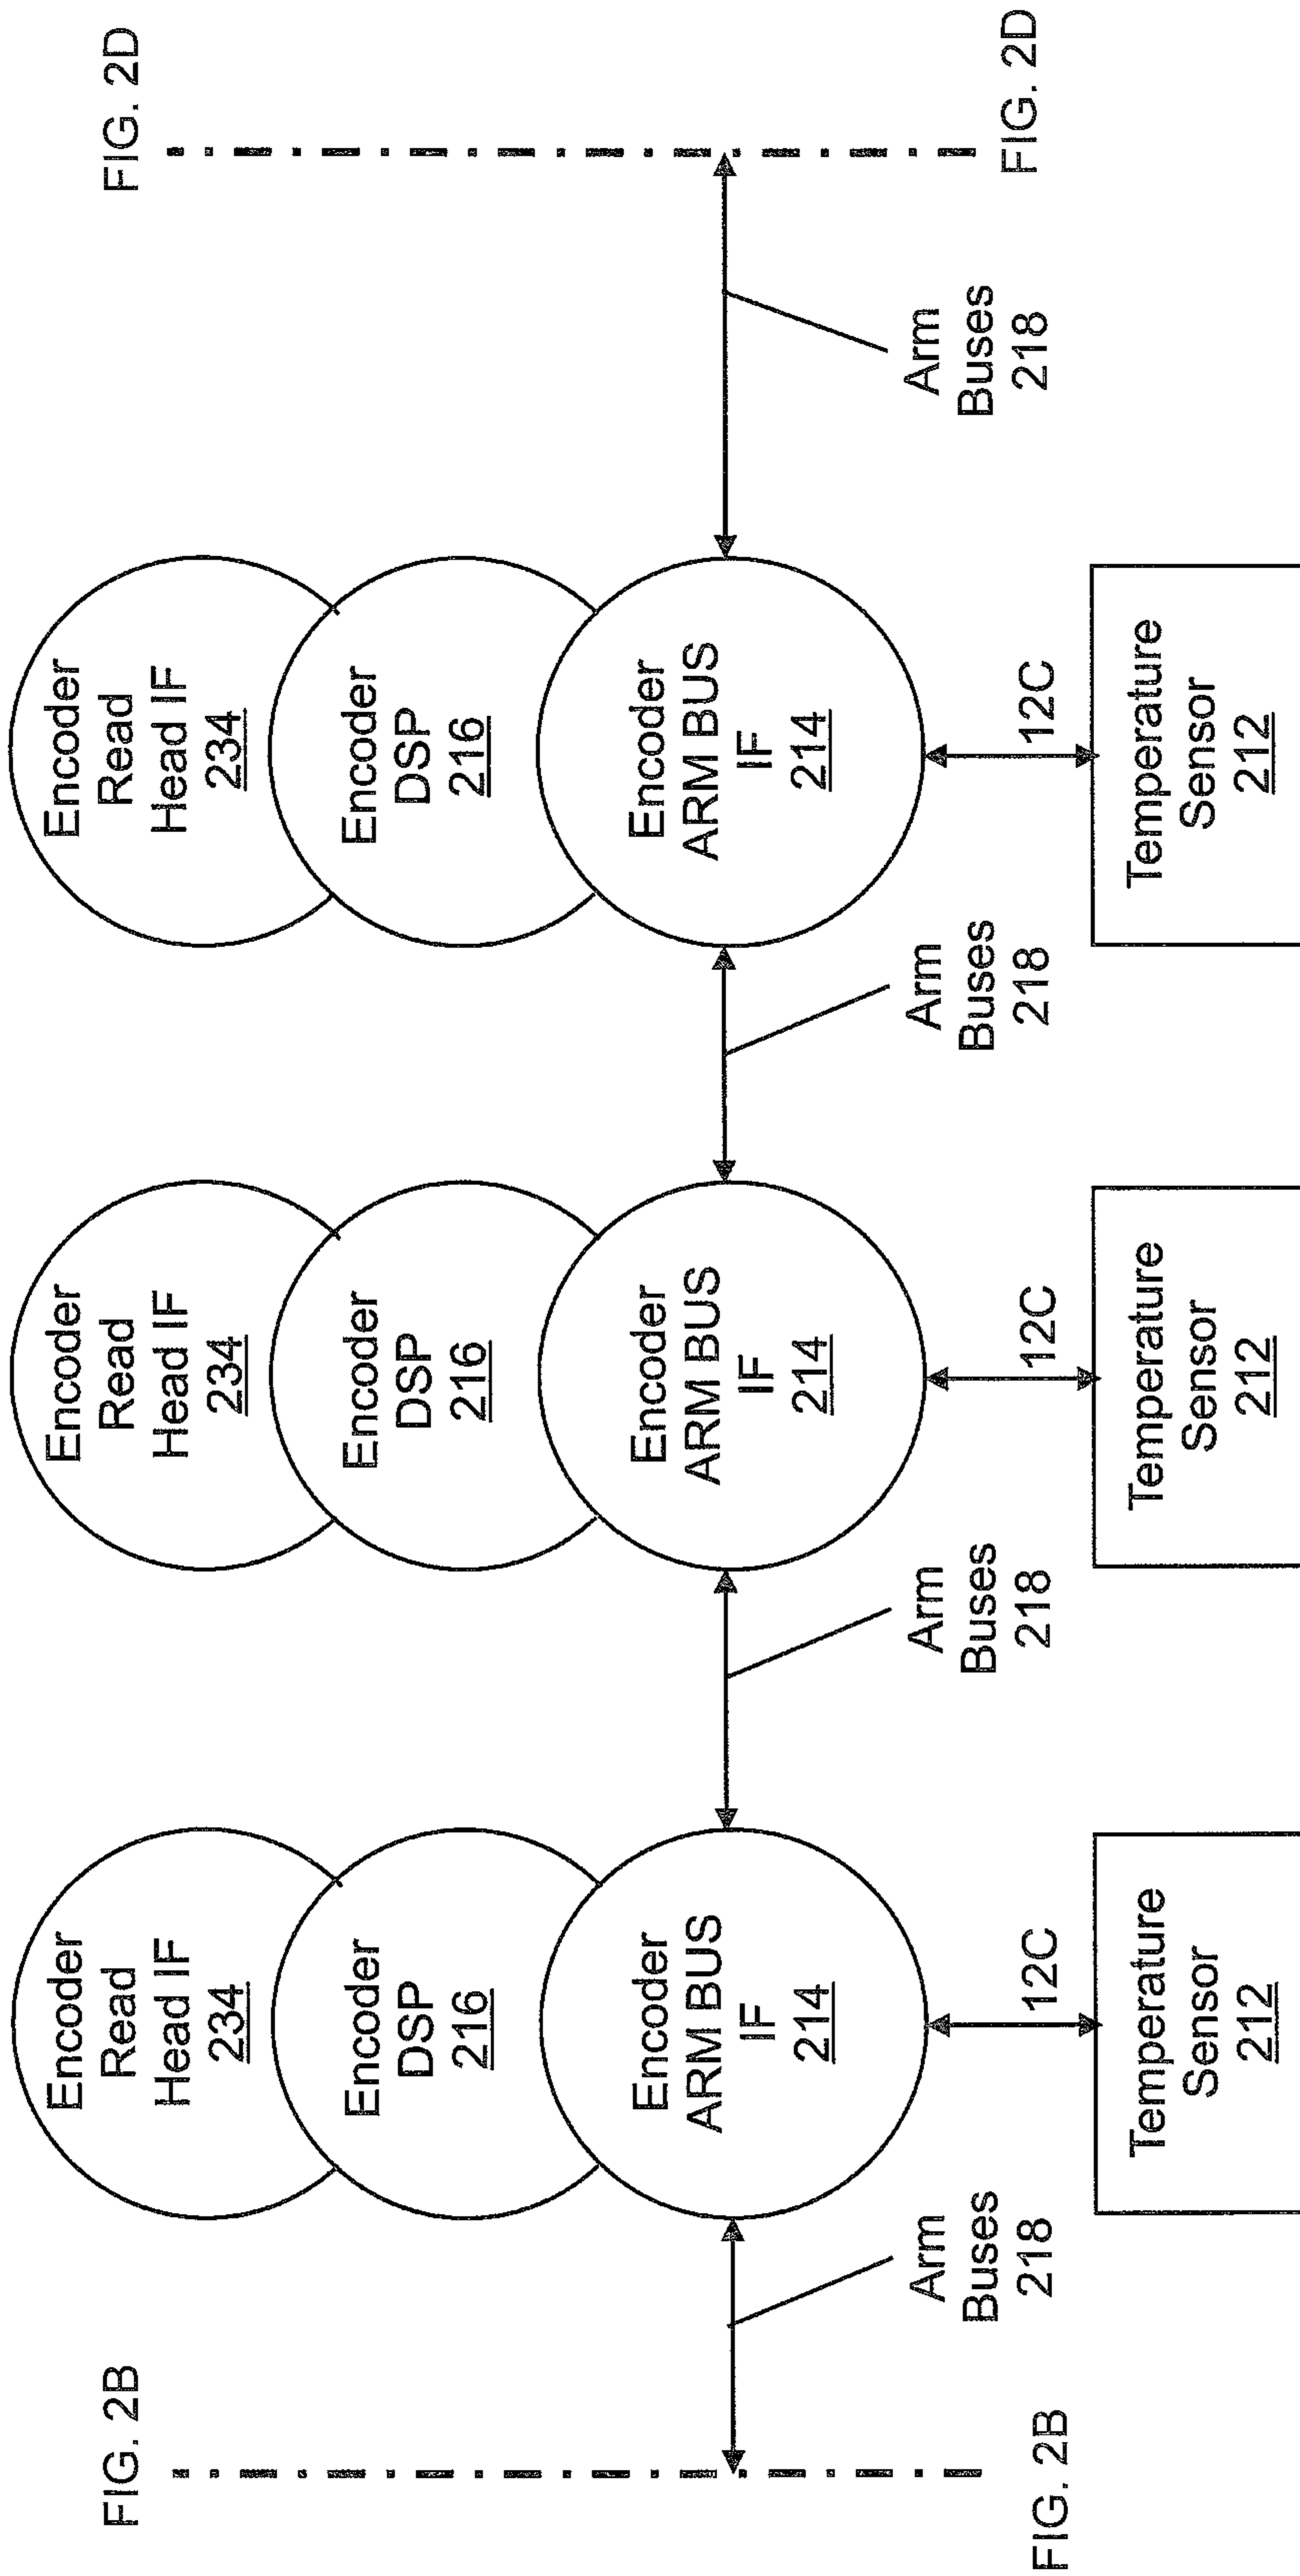 FIG. 2B
FIG. 2D
Encoder
Read
Head IF
234
Encoder
DSP
216
Encoder
ARM BUS
IF
214
Encoder
Read
Head IF
234
Encoder
DSP
216
Encoder
ARM BUS
IF
214
Encoder
Read
Head IF
234
Encoder
DSP
216
Encoder
ARM BUS
IF
214
Arm
Buses
218
Arm
Buses
218
Arm
Buses
218
Arm
Buses
218
12C
12C
12C
FIG. 2B
FIG. 2D
Temperature
Sensor
212
Temperature
Sensor
212
Temperature
Sensor
212